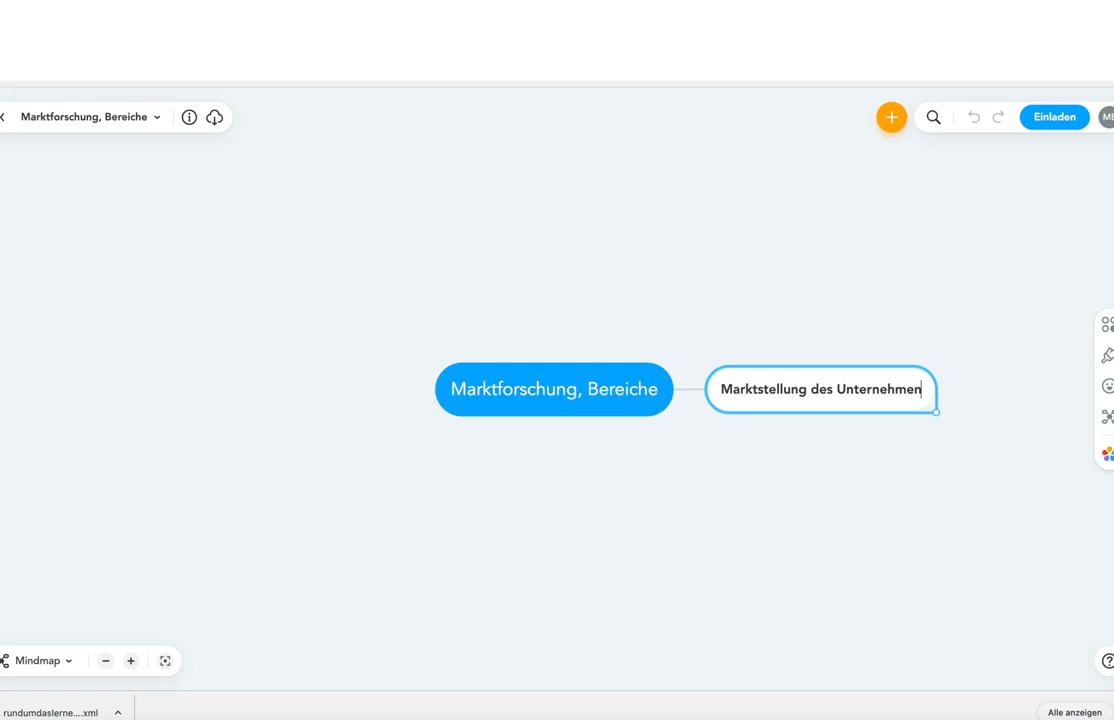 Marktforschung, Bereiche
Einladen
Marktforschung, Bereiche
Marktstellung des Unternehmen
Mindmap
rundumdaslerne....xml
Alle anzeigen